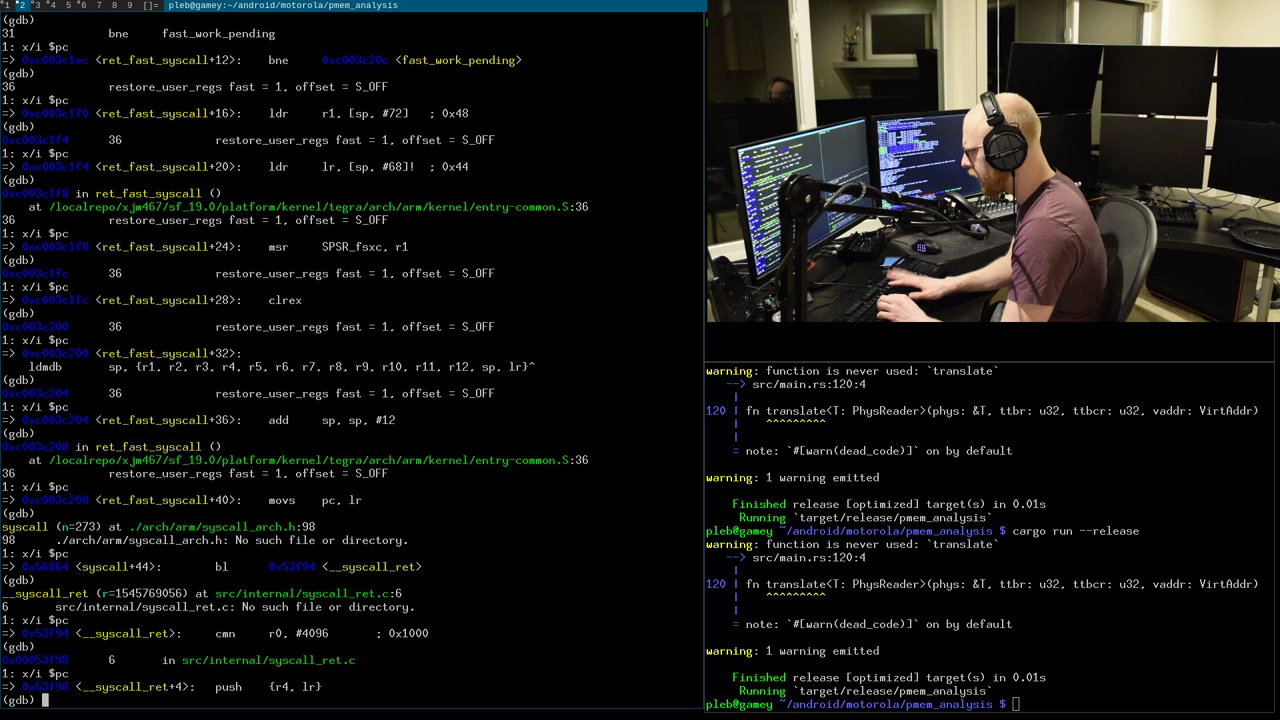 1 2 3 4 5 6 7 8 9 []= pleb@gamey:~/android/motorola/pmem_analysis
(gdb)
31 bne fast_work_pending
1: x/i $pc
=> 0xc003c1ec <ret_fast_syscall+12>: bne 0xc003c20c <fast_work_pending>
(gdb)
36 restore_user_regs fast = 1, offset = S_OFF
1: x/i $pc
=> 0xc003c1f0 <ret_fast_syscall+16>: ldr r1, [sp, #72] ; 0x48
(gdb)
0xc003c1f4 36 restore_user_regs fast = 1, offset = S_OFF
1: x/i $pc
=> 0xc003c1f4 <ret_fast_syscall+20>: ldr lr, [sp, #68]! ; 0x44
(gdb)
0xc003c1f8 in ret_fast_syscall ()
at /localrepo/xjm467/sf_19.0/platform/kernel/tegra/arch/arm/kernel/entry-common.S:36
36 restore_user_regs fast = 1, offset = S_OFF
1: x/i $pc
=> 0xc003c1f8 <ret_fast_syscall+24>: msr SPSR_fsxc, r1
(gdb)
0xc003c1fc 36 restore_user_regs fast = 1, offset = S_OFF
1: x/i $pc
=> 0xc003c1fc <ret_fast_syscall+28>: clrex
(gdb)
0xc003c200 36 restore_user_regs fast = 1, offset = S_OFF
1: x/i $pc
=> 0xc003c200 <ret_fast_syscall+32>:
ldmdb sp, {r1, r2, r3, r4, r5, r6, r7, r8, r9, r10, r11, r12, sp, lr}^
(gdb)
0xc003c204 36 restore_user_regs fast = 1, offset = S_OFF
1: x/i $pc
=> 0xc003c204 <ret_fast_syscall+36>: add sp, sp, #12
(gdb)
0xc003c208 in ret_fast_syscall ()
at /localrepo/xjm467/sf_19.0/platform/kernel/tegra/arch/arm/kernel/entry-common.S:36
36 restore_user_regs fast = 1, offset = S_OFF
1: x/i $pc
=> 0xc003c208 <ret_fast_syscall+40>: movs pc, lr
(gdb)
syscall (n=273) at ./arch/arm/syscall_arch.h:98
98 ./arch/arm/syscall_arch.h: No such file or directory.
1: x/i $pc
=> 0x56864 <syscall+44>: bl 0x53f94 <__syscall_ret>
(gdb)
__syscall_ret (r=1545769056) at src/internal/syscall_ret.c:6
6 src/internal/syscall_ret.c: No such file or directory.
1: x/i $pc
=> 0x53f94 <__syscall_ret>: cmn r0, #4096 ; 0x1000
(gdb)
0x00053f98 6 in src/internal/syscall_ret.c
1: x/i $pc
=> 0x53f98 <__syscall_ret+4>: push {r4, lr}
(gdb)
warning: function is never used: `translate`
--> src/main.rs:120:4
|
120 | fn translate<T: PhysReader>(phys: &T, ttbr: u32, ttbcr: u32, vaddr: VirtAddr)
| ^^^^^^^^^
|
= note: `#[warn(dead_code)]` on by default
warning: 1 warning emitted
Finished release [optimized] target(s) in 0.01s
Running `target/release/pmem_analysis`
pleb@gamey ~/android/motorola/pmem_analysis $ cargo run --release
warning: function is never used: `translate`
--> src/main.rs:120:4
|
120 | fn translate<T: PhysReader>(phys: &T, ttbr: u32, ttbcr: u32, vaddr: VirtAddr)
| ^^^^^^^^^
|
= note: `#[warn(dead_code)]` on by default
warning: 1 warning emitted
Finished release [optimized] target(s) in 0.01s
Running `target/release/pmem_analysis`
pleb@gamey ~/android/motorola/pmem_analysis $